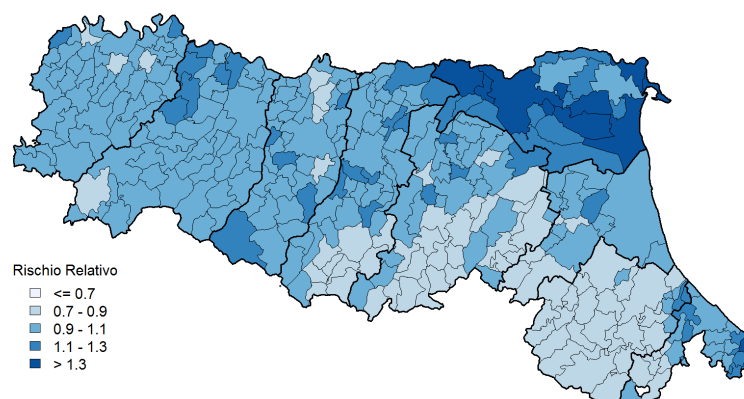 Rischio Relativo
<= 0.7
0.7 - 0.9
0.9 - 1.1
1.1 - 1.3
> 1.3